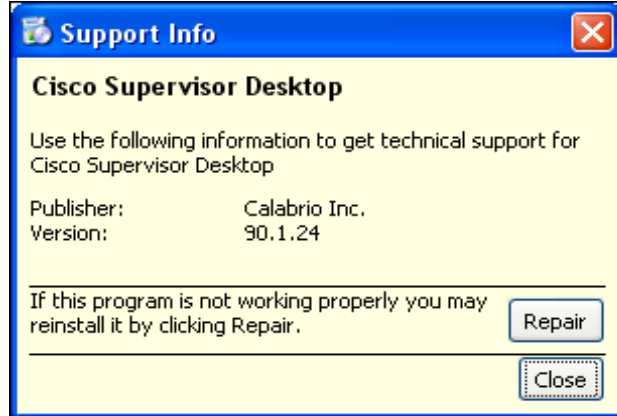 Support Info
Cisco Supervisor Desktop
Use the following information to get technical support for
Cisco Supervisor Desktop
Publisher: Calabrio Inc.
Version: 90.1.24
If this program is not working properly you may
reinstall it by clicking Repair.
Repair
Close